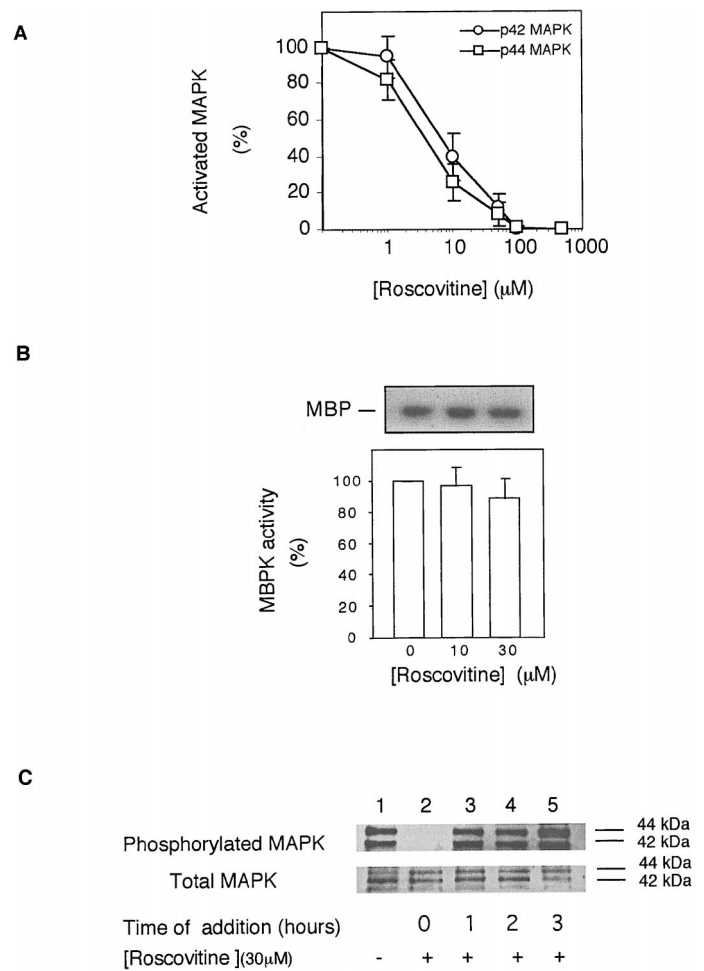 A
p42 MAPK
p44 MAPK
Activated MAPK
(%)
100
80
60
40
20
0
1 10 100 1000
[Roscovitine] (μM)
B
MBP
MBPK activity
(%)
100
80
60
40
20
0
0 10 30
[Roscovitine] (μM)
C
1 2 3 4 5
Phosphorylated MAPK
44 kDa
42 kDa
Total MAPK
44 kDa
42 kDa
Time of addition (hours) 0 1 2 3
[Roscovitine ](30μM) - + + + +